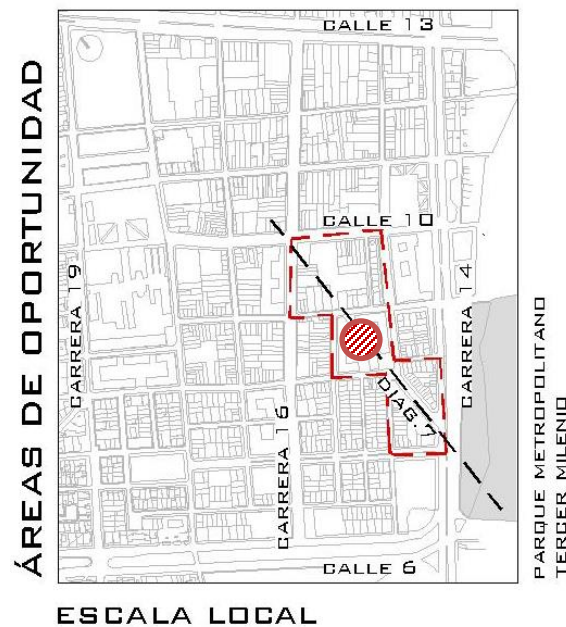 ÁREAS DE OPORTUNIDAD
CALLE 13
CALLE 10
CARRERA 19
CARRERA 14
DIAG.7
CARRERA 16
CALLE 6
PARQUE METROPOLITANO
TERCER MILENIO
ESCALA LOCAL